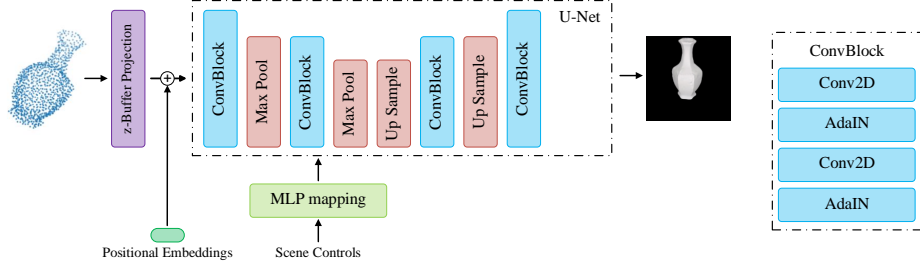 U-Net
z-Buffer Projection
ConvBlock
Max Pool
ConvBlock
Max Pool
Up Sample
ConvBlock
Up Sample
ConvBlock
MLP mapping
Positional Embeddings
Scene Controls
ConvBlock
Conv2D
AdaIN
Conv2D
AdaIN